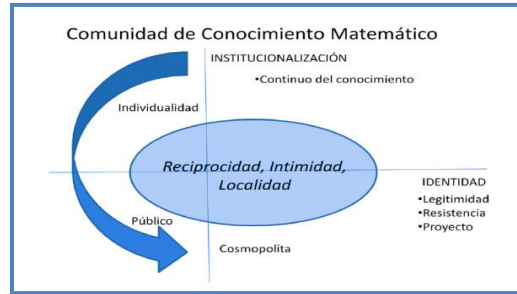 Comunidad de Conocimiento Matemático
INSTITUCIONALIZACIÓN
•Continuo del conocimiento
Individualidad
Reciprocidad, Intimidad,
Localidad
IDENTIDAD
•Legitimidad
•Resistencia
•Proyecto
Público
Cosmopolita